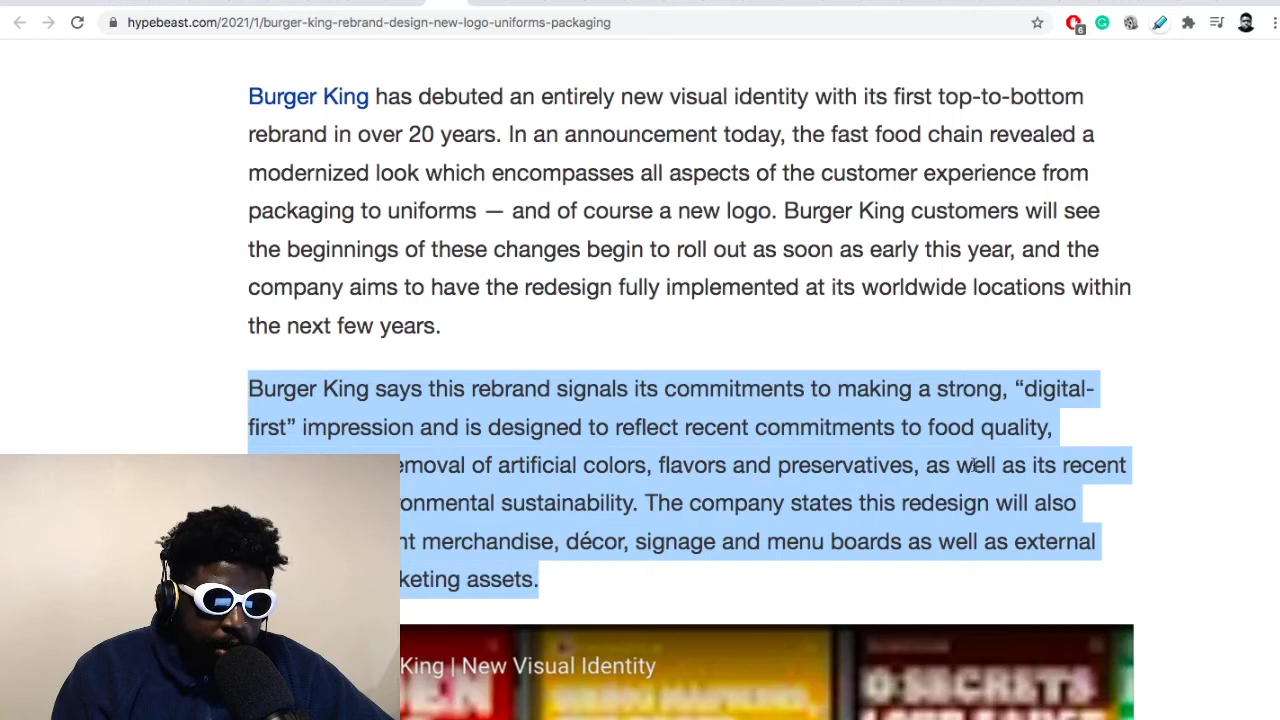 hypebeast.com/2021/1/burger-king-rebrand-design-new-logo-uniforms-packaging
6
Burger King has debuted an entirely new visual identity with its first top-to-bottom
rebrand in over 20 years. In an announcement today, the fast food chain revealed a
modernized look which encompasses all aspects of the customer experience from
packaging to uniforms — and of course a new logo. Burger King customers will see
the beginnings of these changes begin to roll out as soon as early this year, and the
company aims to have the redesign fully implemented at its worldwide locations within
the next few years.
Burger King says this rebrand signals its commitments to making a strong, “digital-
first” impression and is designed to reflect recent commitments to food quality,
emoval of artificial colors, flavors and preservatives, as well as its recent
onmental sustainability. The company states this redesign will also
nt merchandise, décor, signage and menu boards as well as external
keting assets.
King | New Visual Identity
0 SECRETS